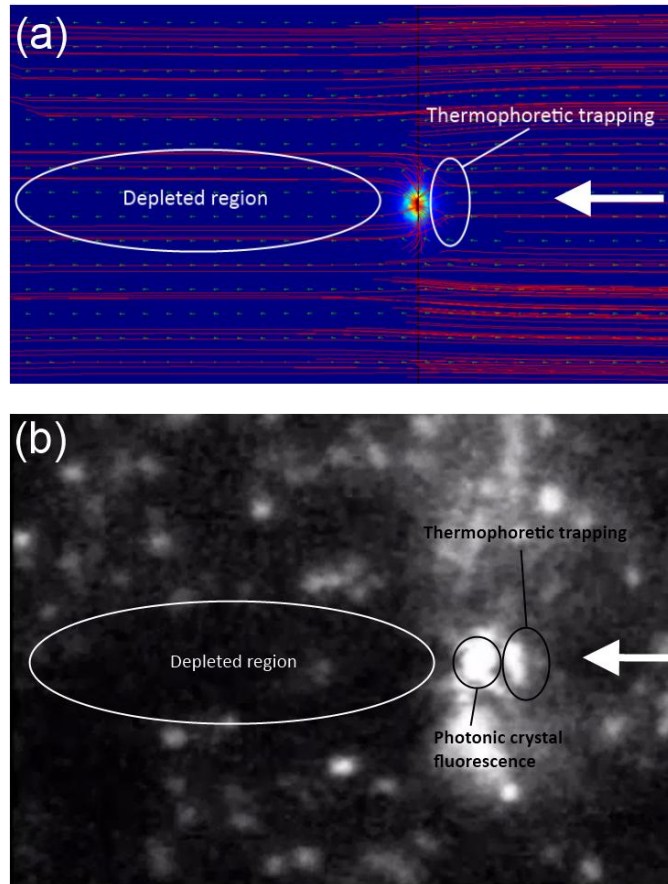 (a)
Thermophoretic trapping
Depleted region
(b)
Thermophoretic trapping
Depleted region
Photonic crystal
fluorescence